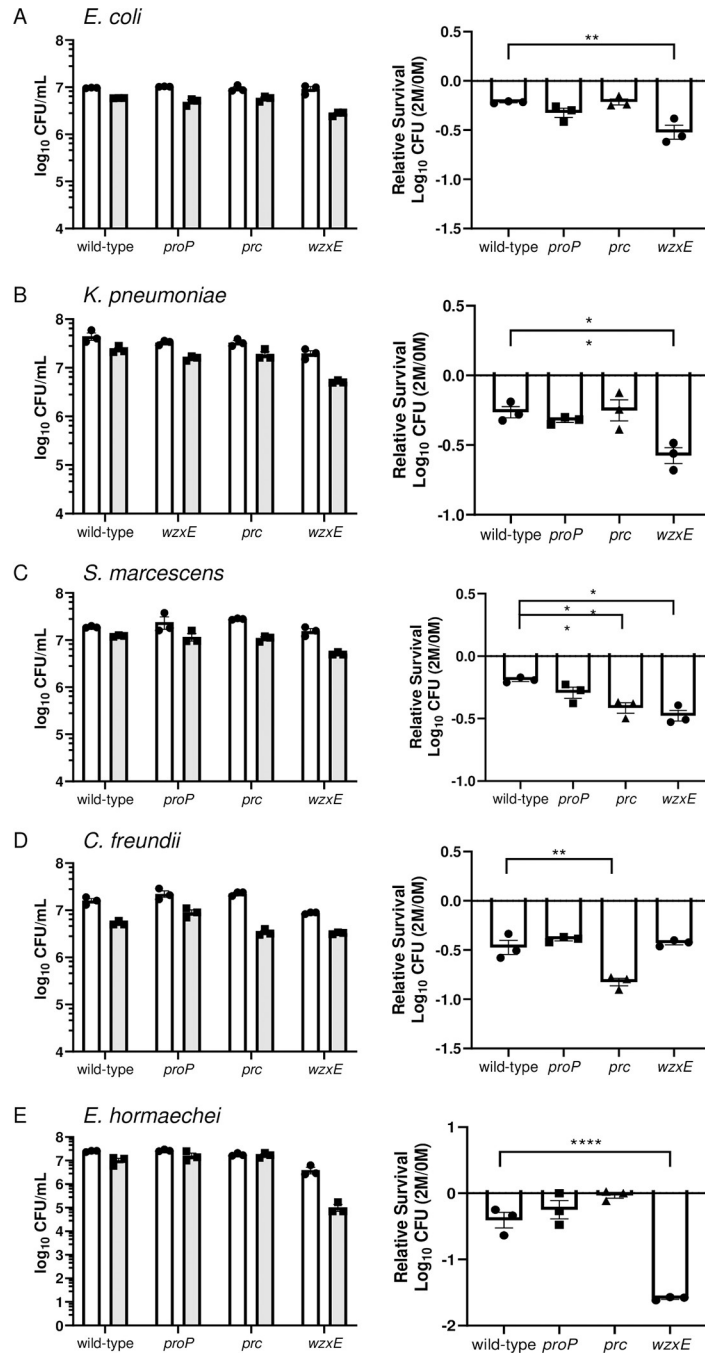 A E. coli
log10 CFU/mL
8
7
6
5
4
wild-type proP prc wzxE
Relative Survival
Log10 CFU (2M/0M)
0.5
0.0
-0.5
-1.0
-1.5
**
wild-type proP prc wzxE
B K. pneumoniae
log10 CFU/mL
8
7
6
5
4
wild-type wzxE prc wzxE
Relative Survival
Log10 CFU (2M/0M)
0.5
0.0
-0.5
-1.0
*
*
wild-type proP prc wzxE
C S. marcescens
log10 CFU/mL
8
7
6
5
4
wild-type proP prc wzxE
Relative Survival
Log10 CFU (2M/0M)
0.5
0.0
-0.5
-1.0
*
* *
*
wild-type proP prc wzxE
D C. freundii
log10 CFU/mL
8
7
6
5
4
wild-type proP prc wzxE
Relative Survival
Log10 CFU (2M/0M)
0.5
0.0
-0.5
-1.0
-1.5
**
wild-type proP prc wzxE
E E. hormaechei
log10 CFU/mL
8
7
6
5
4
3
2
1
0
wild-type proP prc wzxE
Relative Survival
Log10 CFU (2M/0M)
1
0
-1
-2
****
wild-type proP prc wzxE